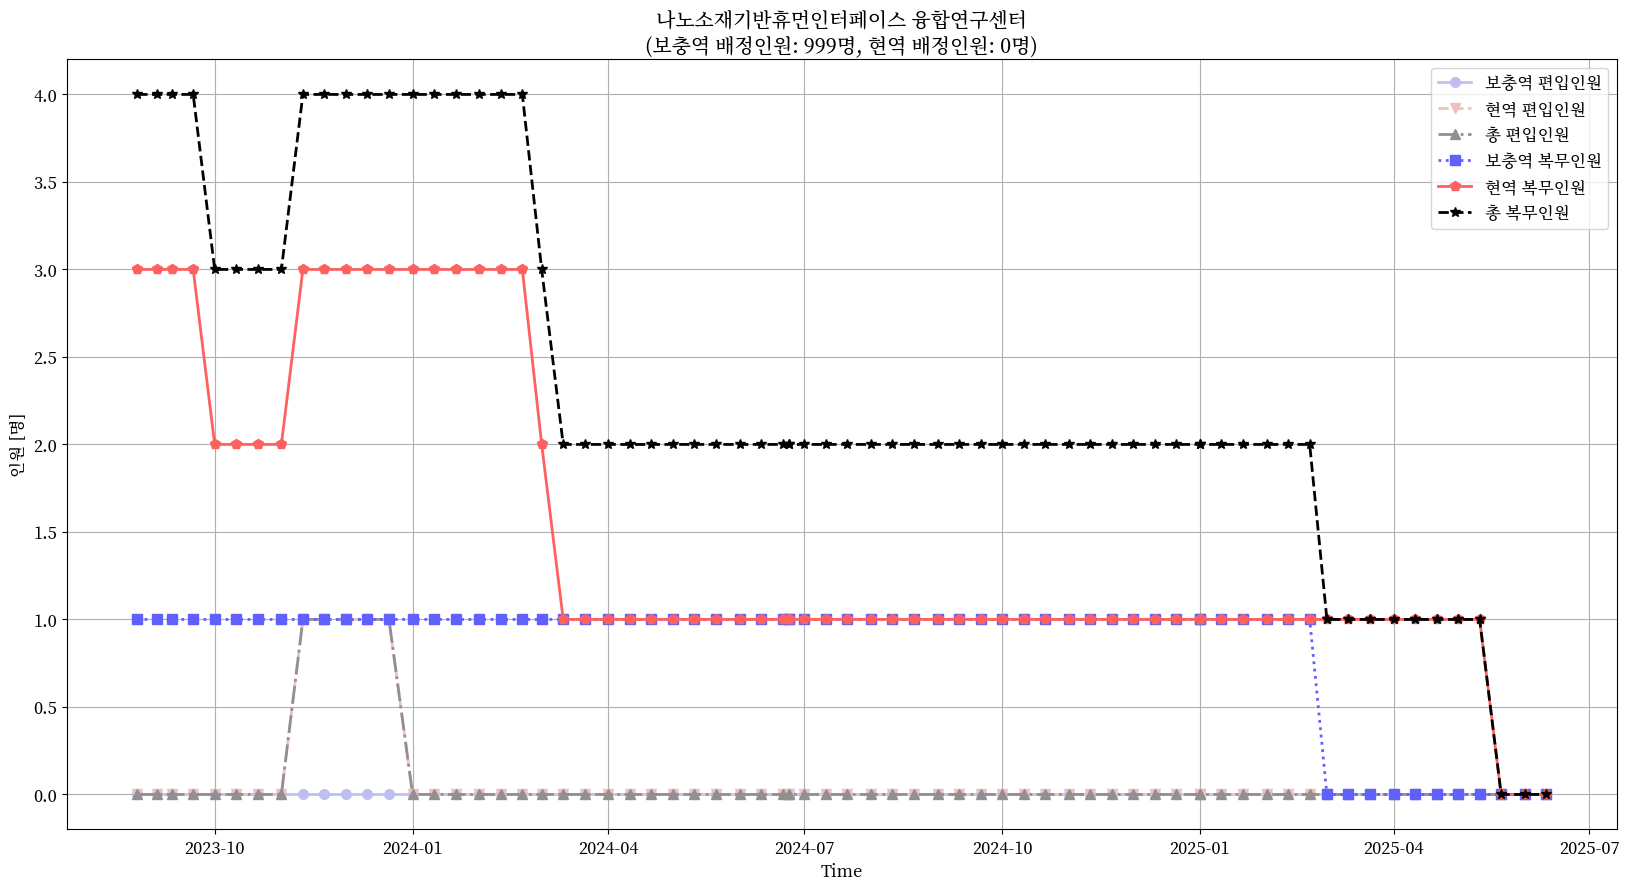 나노소재기반휴먼인터페이스 융합연구센터
(보충역 배정인원: 999명, 현역 배정인원: 0명)
보충역 편입인원
현역 편입인원
총 편입인원
보충역 복무인원
현역 복무인원
총 복무인원
인원 [명]
4.0
3.5
3.0
2.5
2.0
1.5
1.0
0.5
0.0
2023-10
2024-01
2024-04
2024-07
2024-10
2025-01
2025-04
2025-07
Time